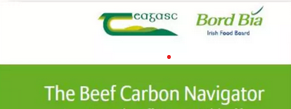 Teagasc
Bord Bia
Irish Food Board
The Beef Carbon Navigator